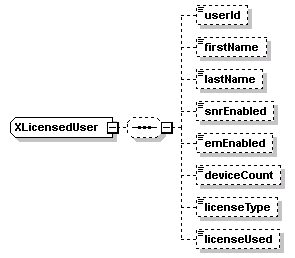 userId
firstName
lastName
snrEnabled
XLicensedUser
emEnabled
deviceCount
licenseType
licenseUsed